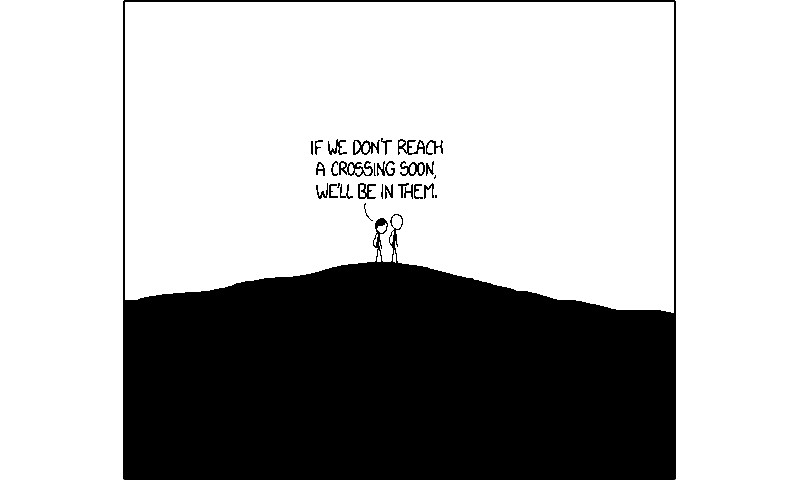 IF WE DON'T REACH
A CROSSING SOON,
WE'LL BE IN THEM.